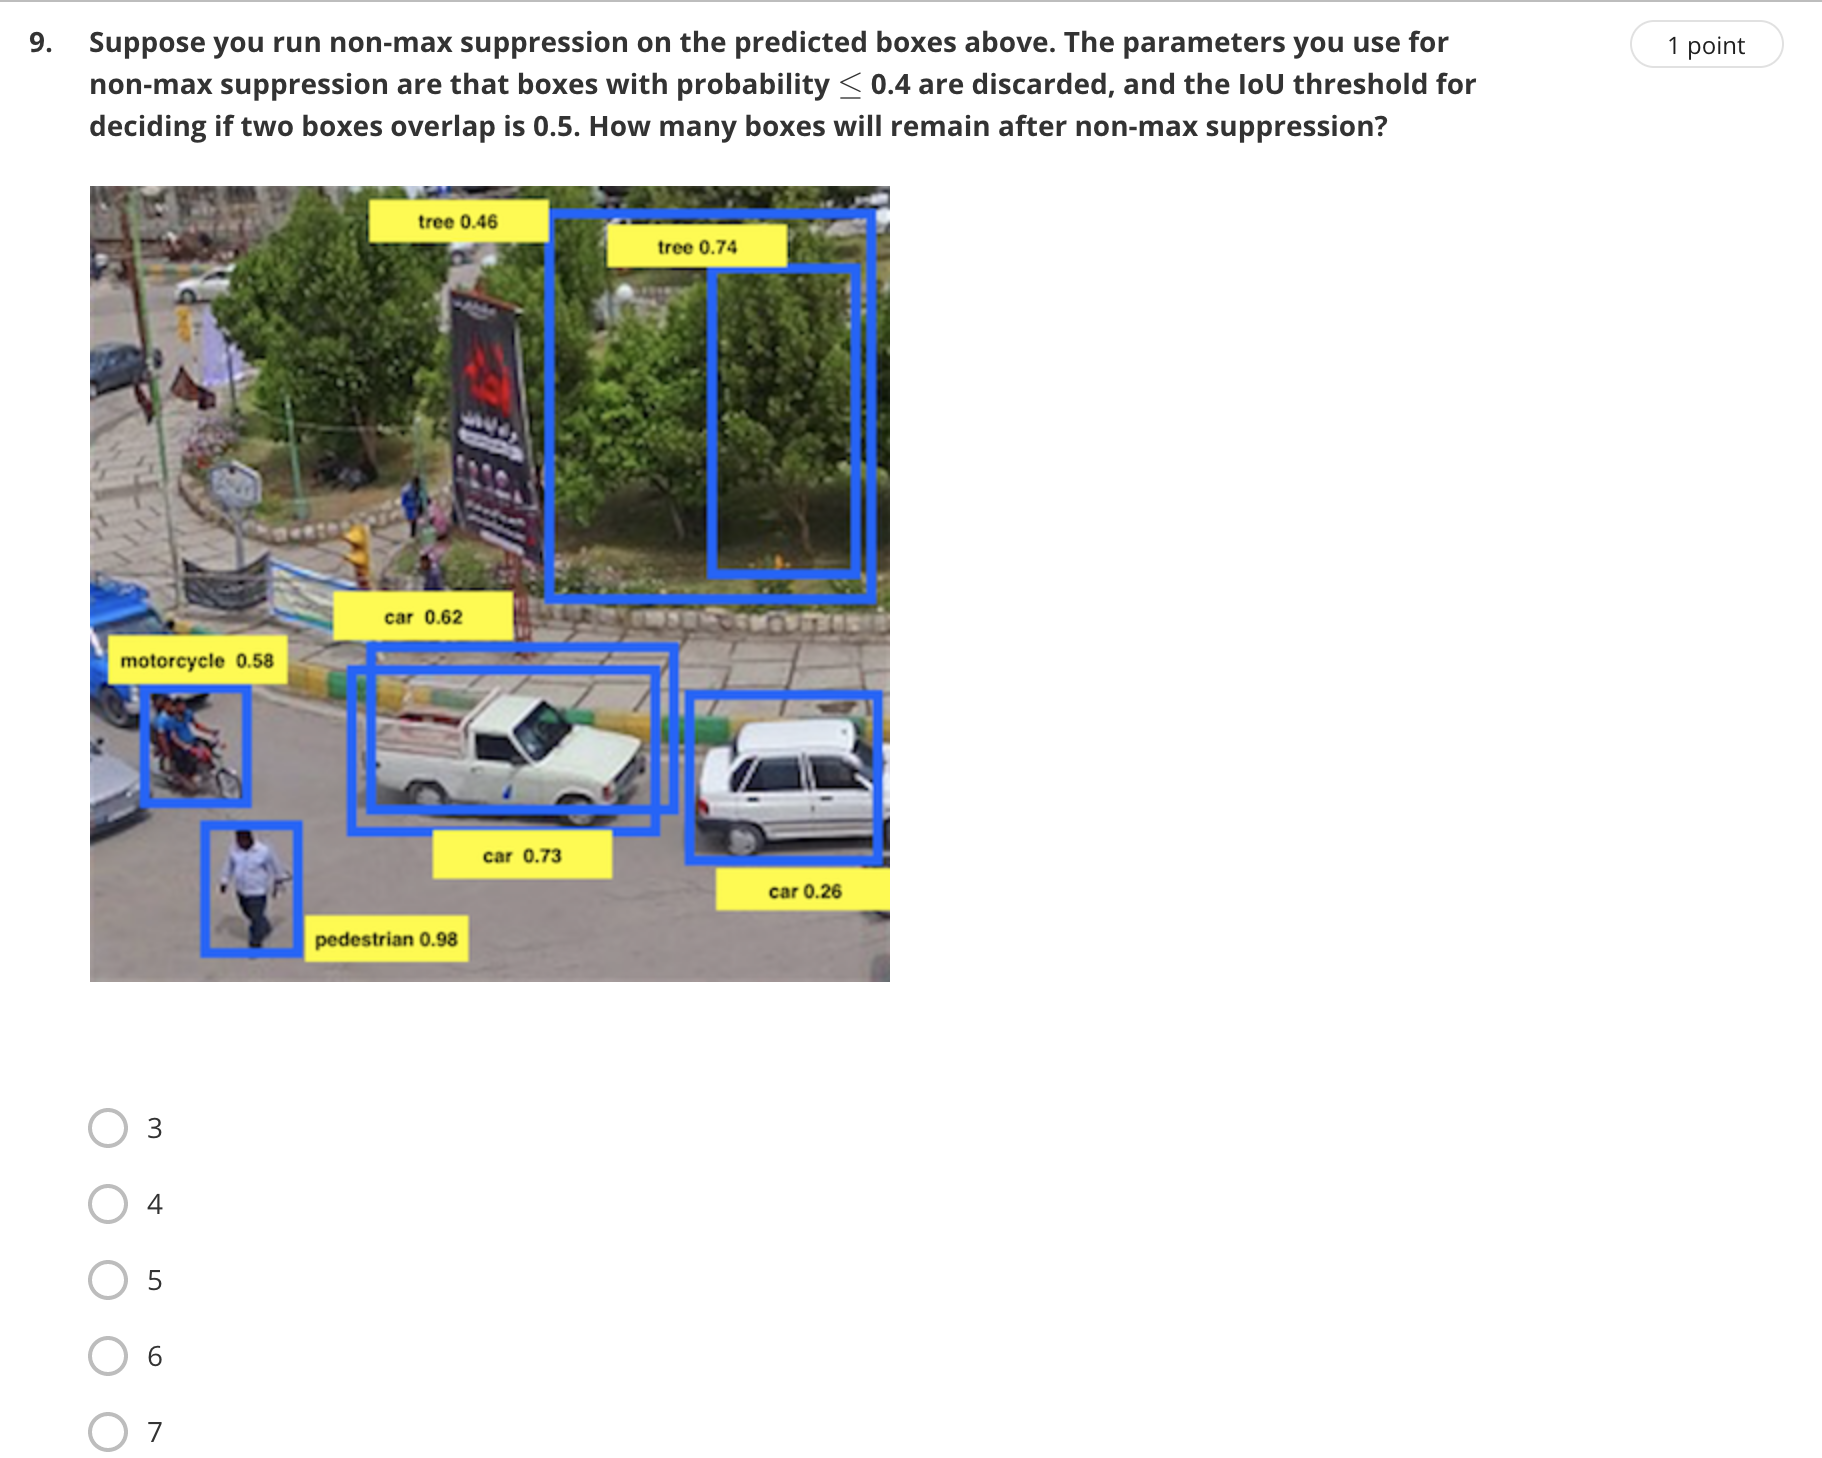 9. Suppose you run non-max suppression on the predicted boxes above. The parameters you use for
non-max suppression are that boxes with probability ≤ 0.4 are discarded, and the IoU threshold for
deciding if two boxes overlap is 0.5. How many boxes will remain after non-max suppression?
1 point
tree 0.46
tree 0.74
car 0.62
motorcycle 0.58
car 0.73
car 0.26
pedestrian 0.98
3
4
5
6
7